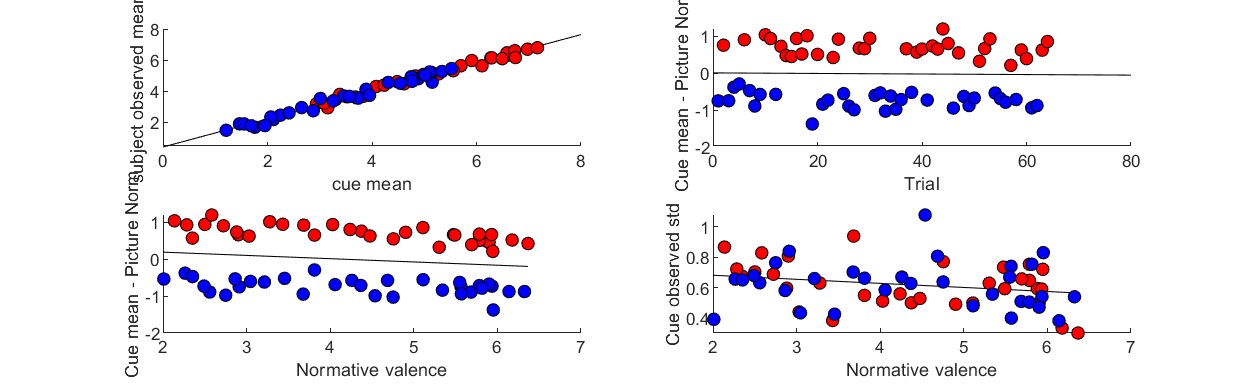 subject observed mean
8
6
4
2
0 2 4 6 8
cue mean
Cue mean - Picture Nor
1
0
-1
-2
0 20 40 60 80
Trial
Cue mean - Picture Norm
1
0
-1
-2
2 3 4 5 6 7
Normative valence
Cue observed std
1
0.8
0.6
0.4
2 3 4 5 6 7
Normative valence